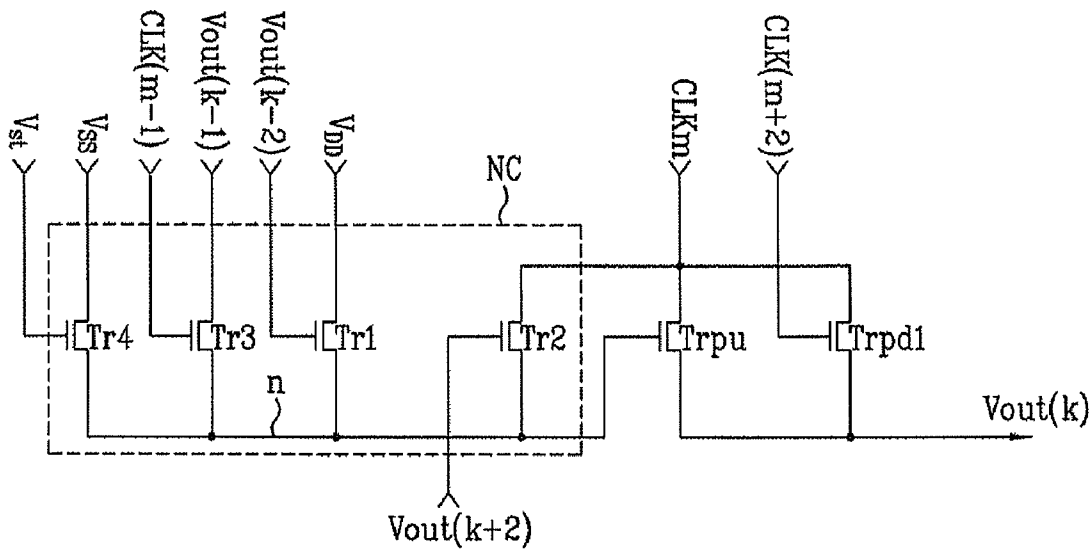 Vst
VSS
CLK(m-1)
Vout(k-1)
Vout(k-2)
VDD
CLKm
CLK(m+2)
NC
Tr4
Tr3
Tr1
Tr2
Trpu
Trpd1
n
Vout(k)
Vout(k+2)